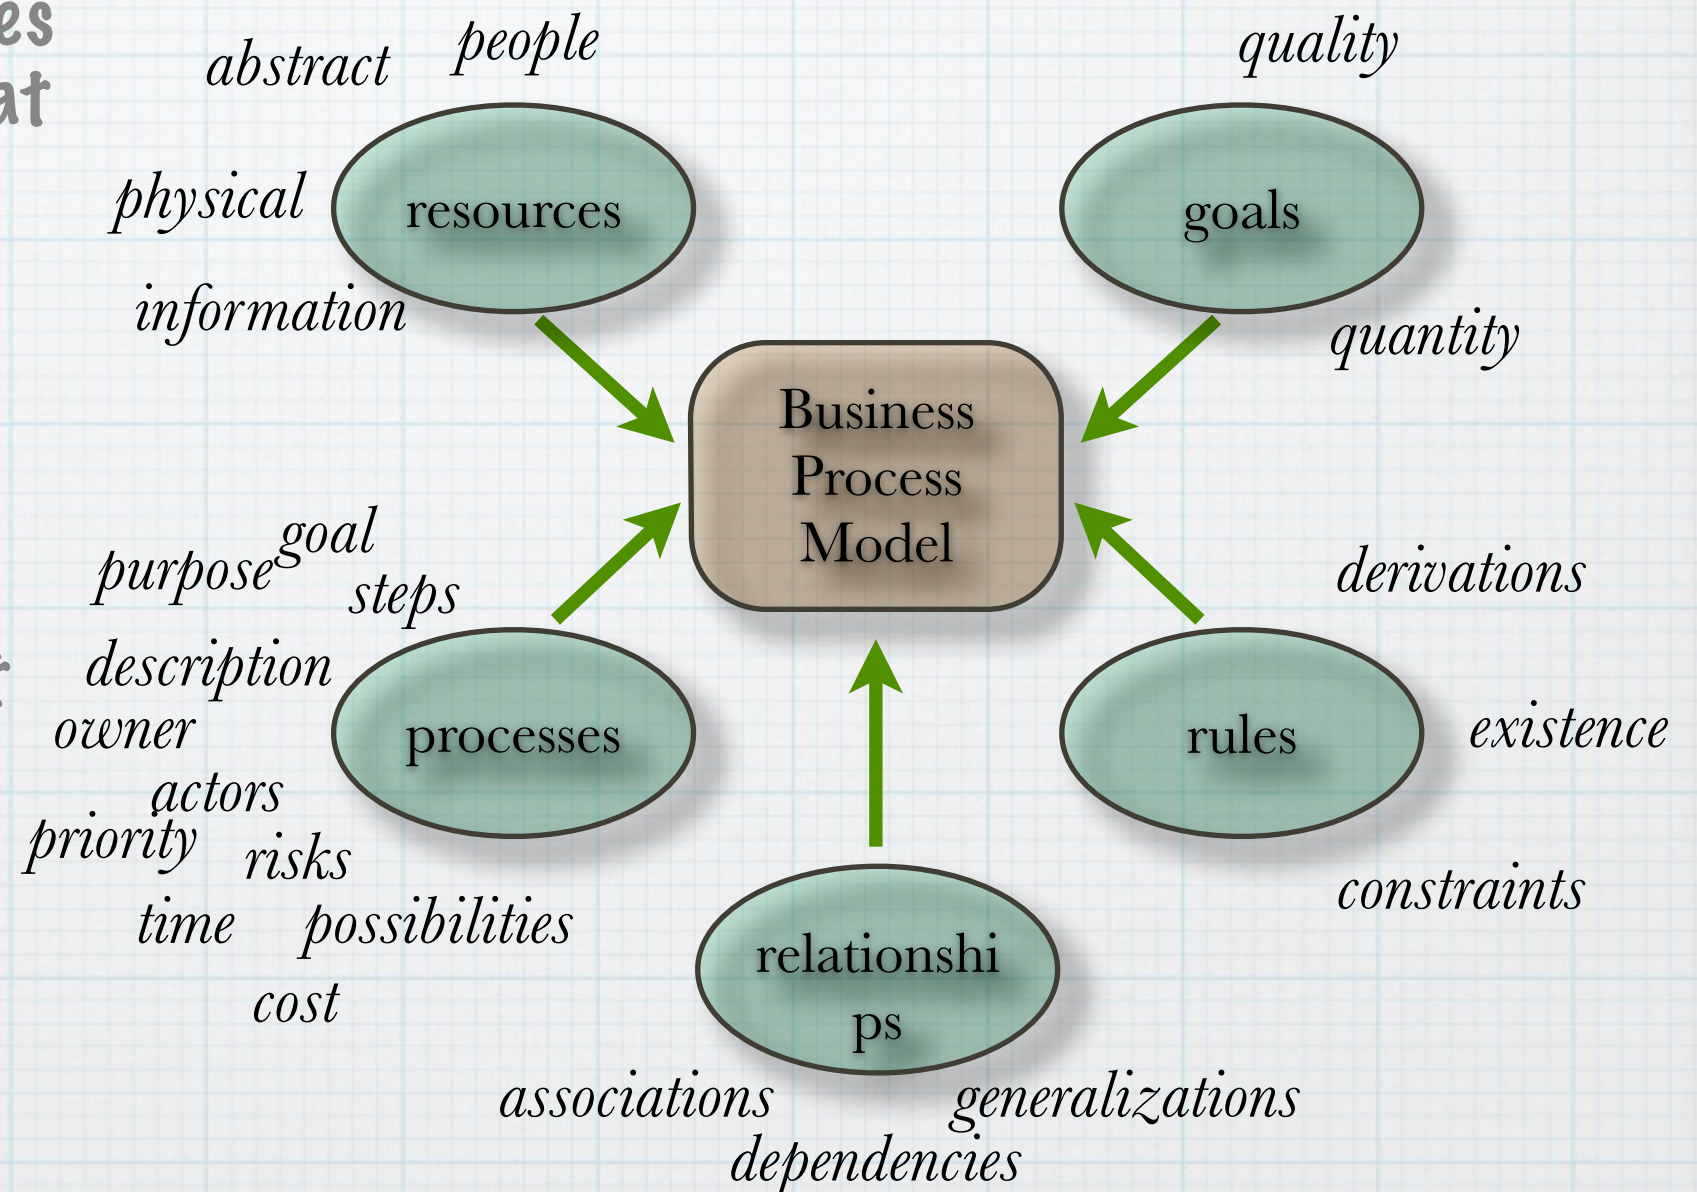 abstract
people
physical
resources
information
quality
goals
quantity
Business
Process
Model
goal
purpose
steps
description
owner
processes
actors
priority
risks
time
possibilities
cost
derivations
rules
existence
constraints
relationshi
ps
associations
generalizations
dependencies